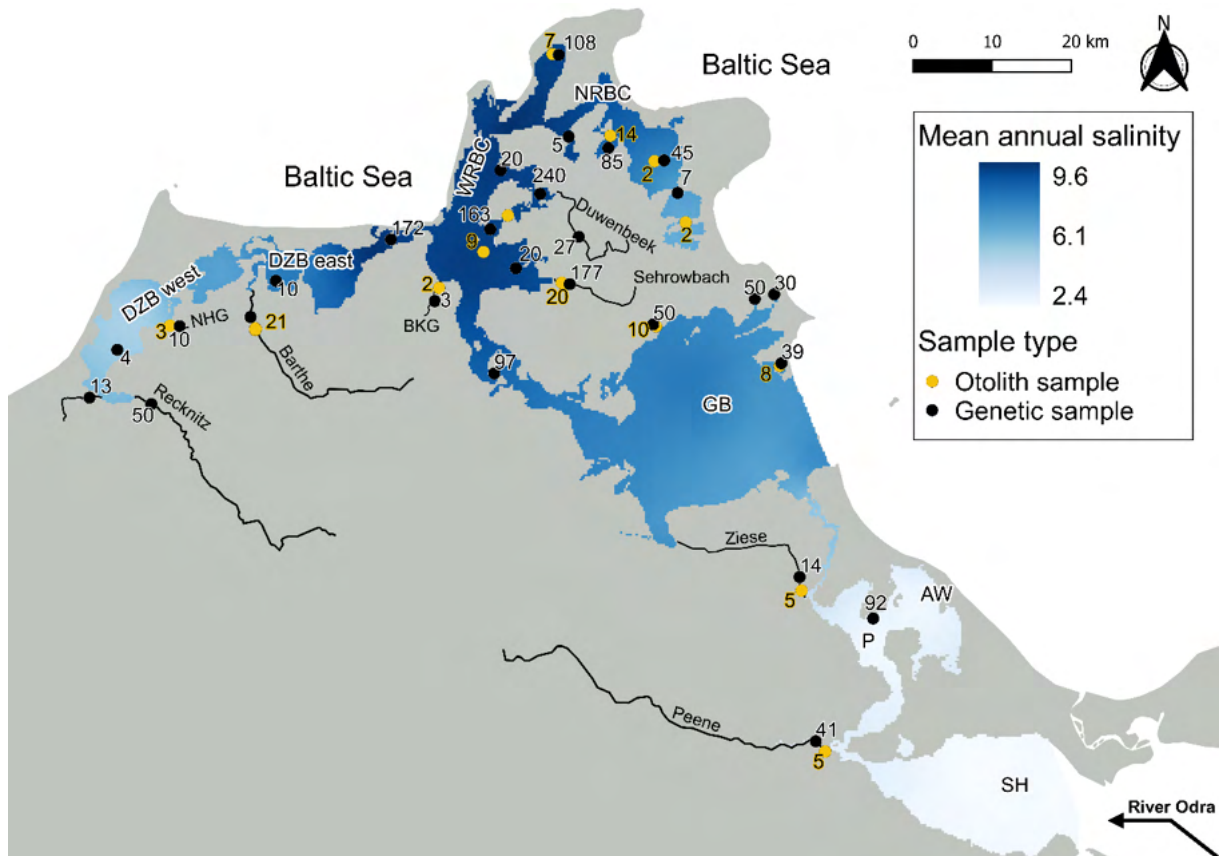 7
108
Baltic Sea
N
0
10
20 km
NRBC
Mean annual salinity
9.6
6.1
2.4
Sample type
Otolith sample
Genetic sample
5
14
85
2
45
7
2
WRBC
20
240
Baltic Sea
163
9
Duwenbeek
27
172
20
177
20
Sehrowbach
DZB east
DZB west
10
2
3
BKG
50
30
50
10
3
10
NHG
21
4
Barthe
39
8
97
GB
13
50
Recknitz
Ziese
14
5
AW
92
P
Peene
41
5
SH
River Odra